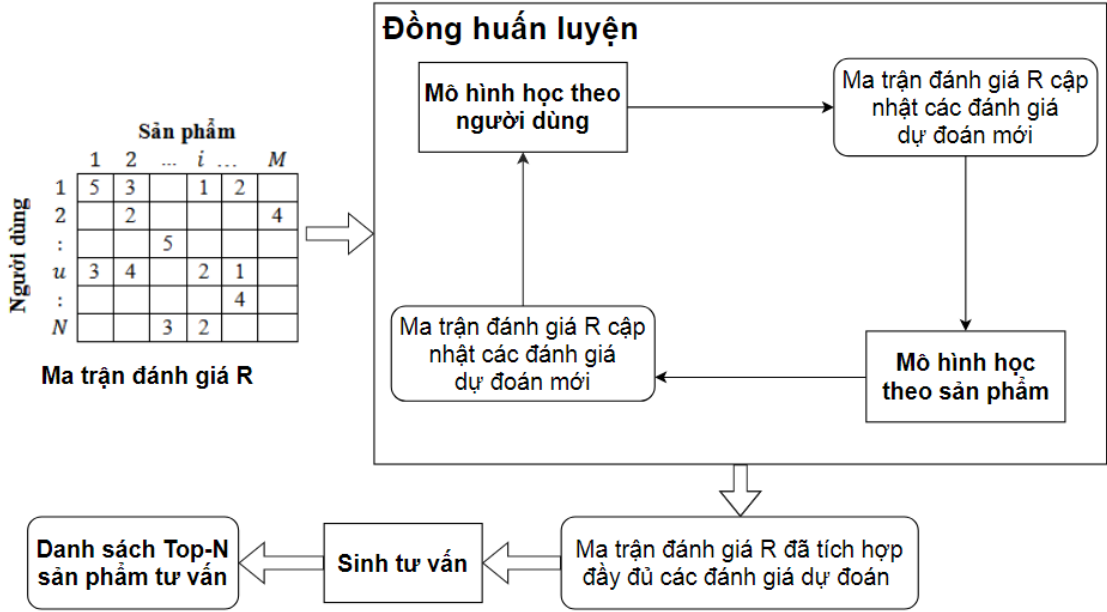 Đồng huấn luyện
Mô hình học theo
người dùng
Ma trận đánh giá R cập
nhật các đánh giá
dự đoán mới
Sản phẩm
1 2 ... i ... M
Người dùng
1 5 3 1 2
2 2 4
: 5
u 3 4 2 1
: 4
N 3 2
Ma trận đánh giá R
Ma trận đánh giá R cập
nhật các đánh giá
dự đoán mới
Mô hình học
theo sản phẩm
Danh sách Top-N
sản phẩm tư vấn
Sinh tư vấn
Ma trận đánh giá R đã tích hợp
đầy đủ các đánh giá dự đoán